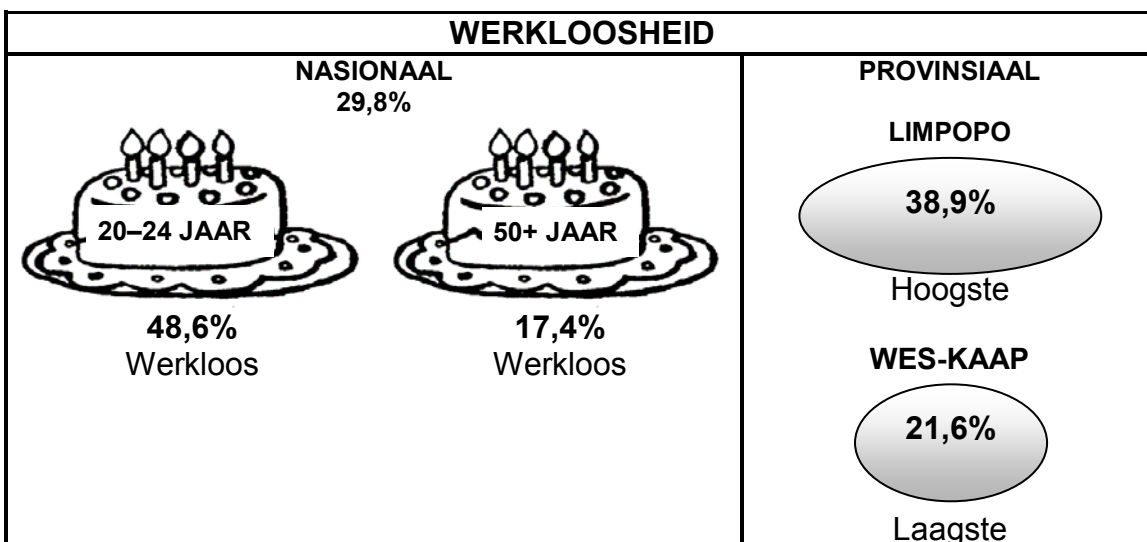 WERKLOOSHEID
NASIONAAL
29,8%
20–24 JAAR
48,6%
Werkloos
50+ JAAR
17,4%
Werkloos
PROVINSIAAL
LIMPOPO
38,9%
Hoogste
WES-KAAP
21,6%
Laagste